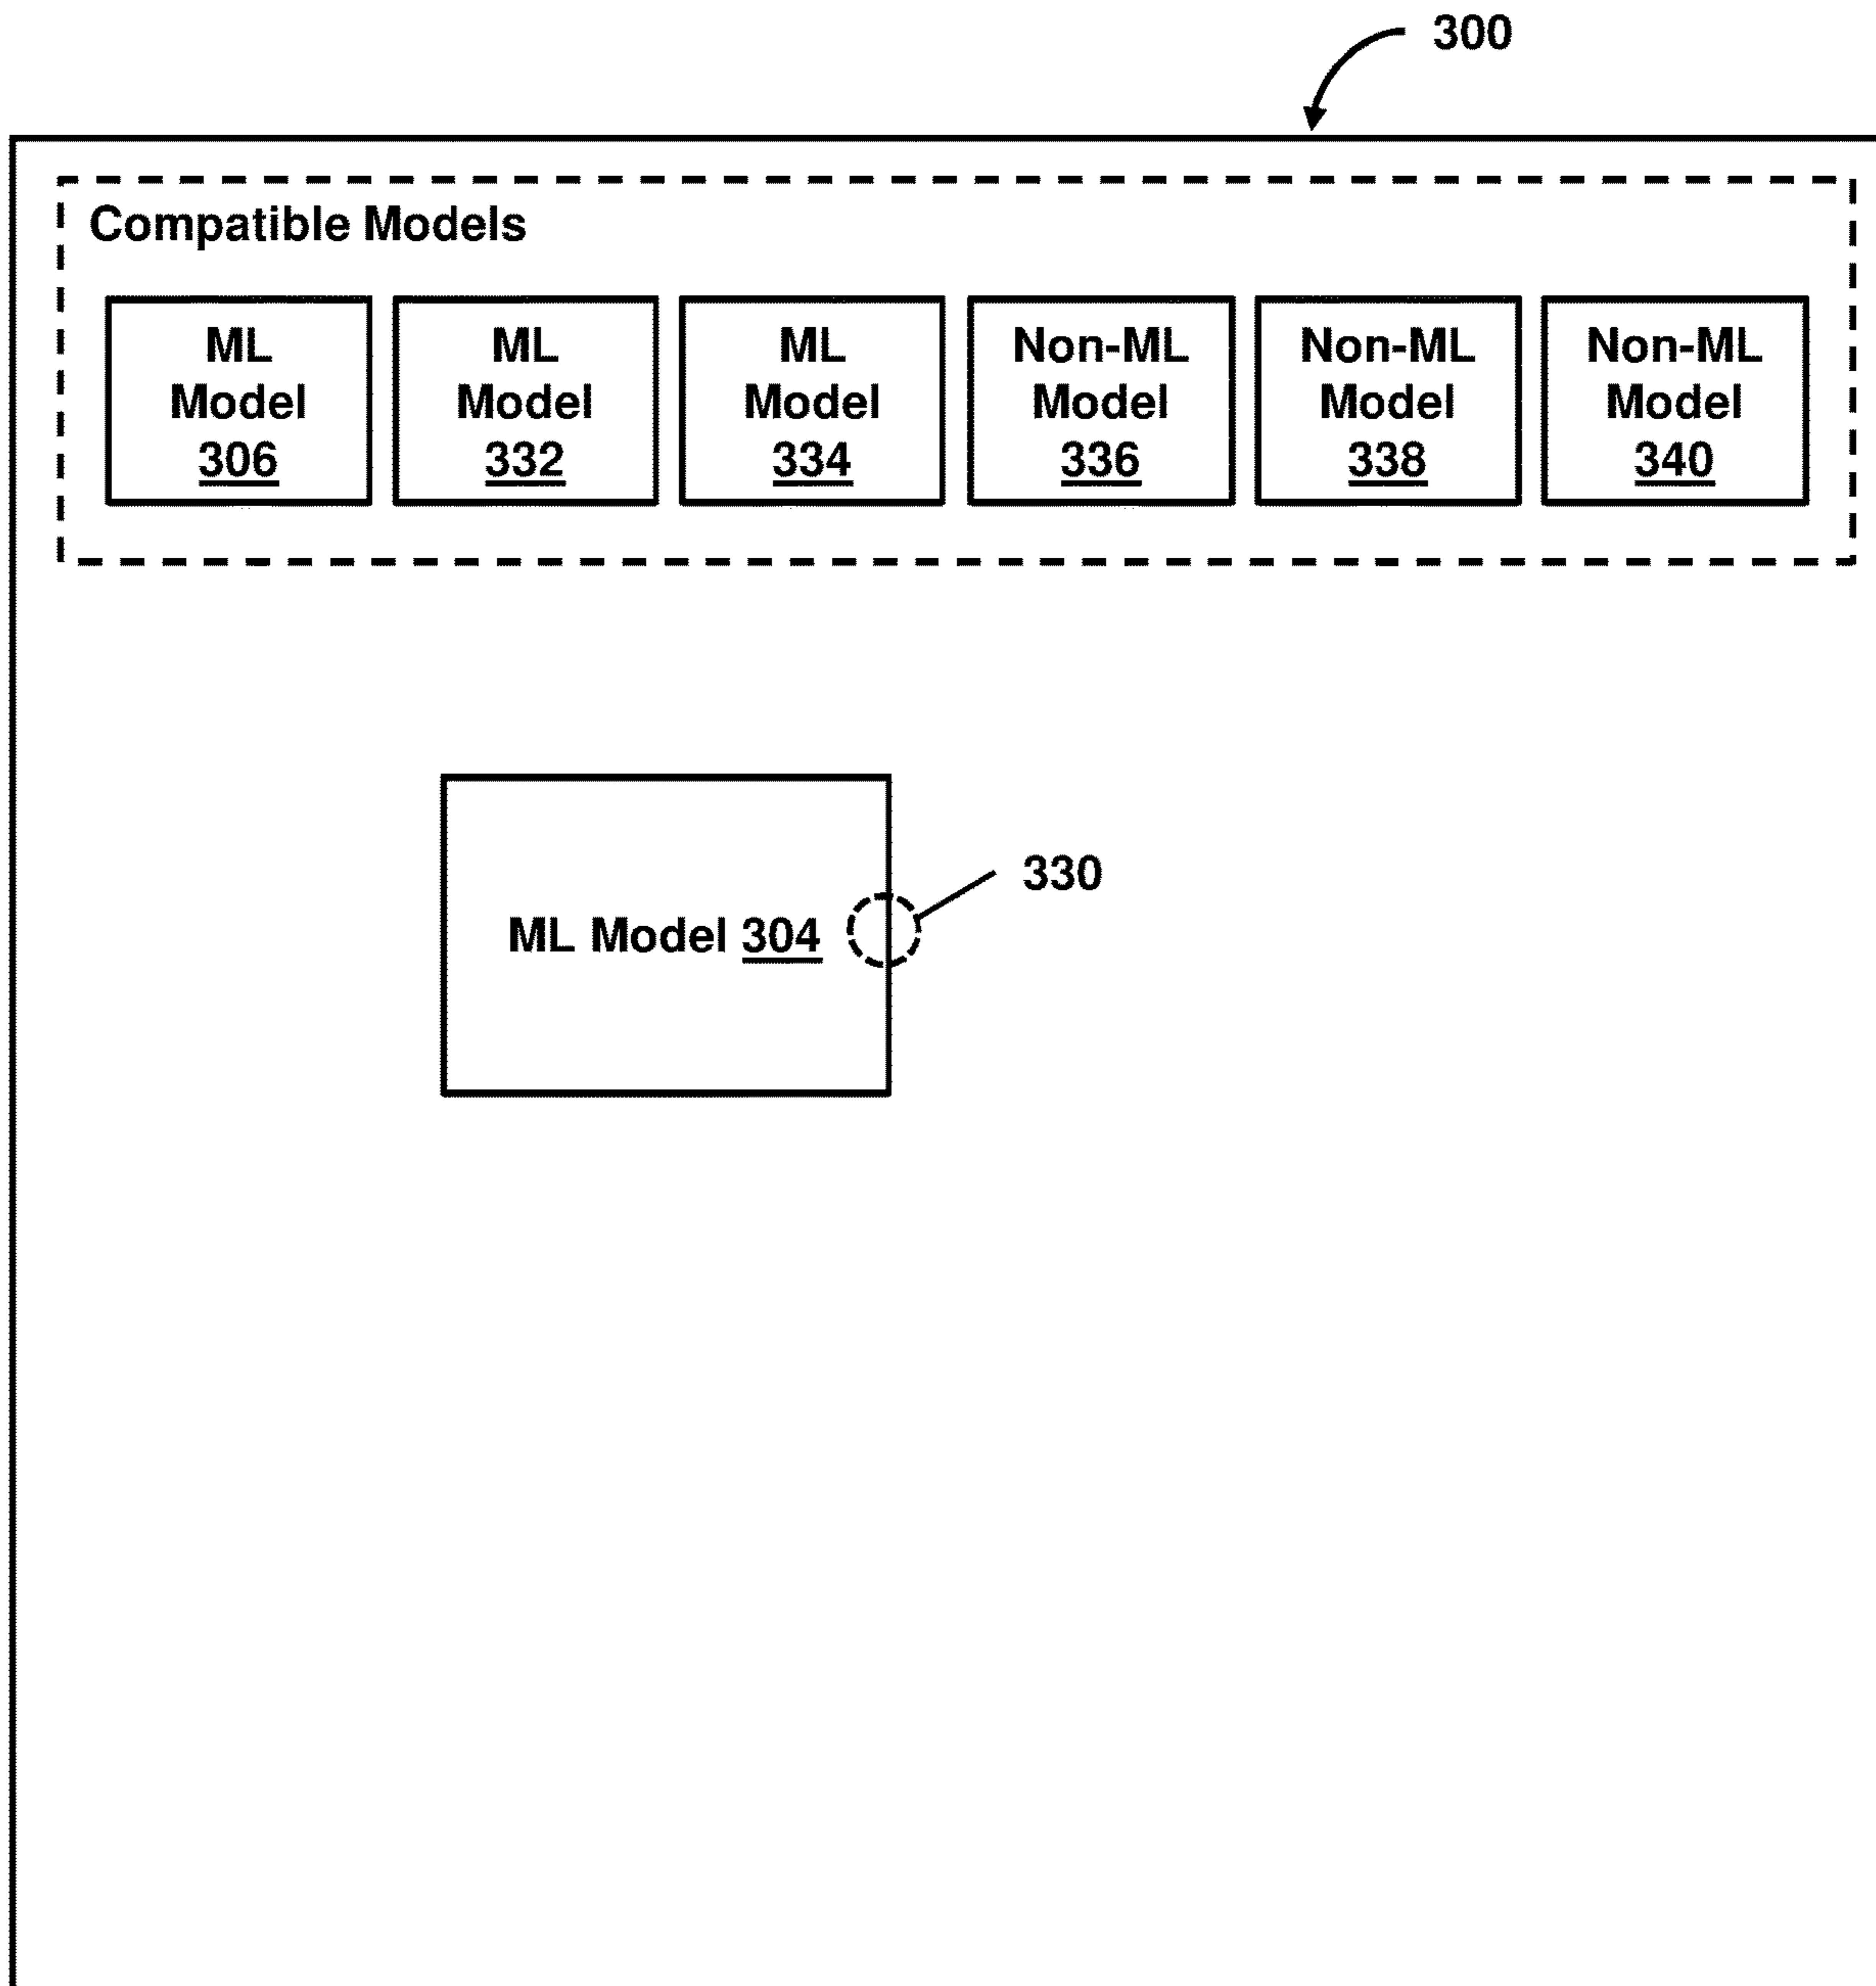 300
Compatible Models
ML
Model
306
ML
Model
332
ML
Model
334
Non-ML
Model
336
Non-ML
Model
338
Non-ML
Model
340
330
ML Model 304